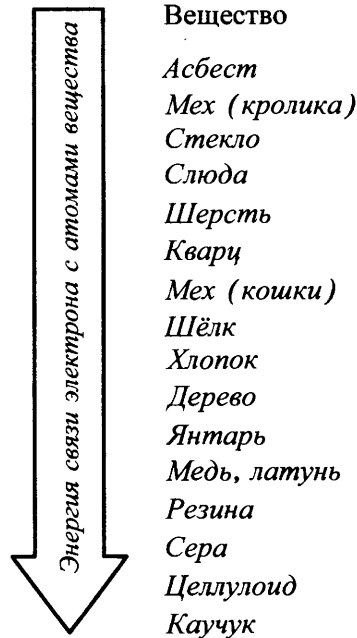 Энергия связи электрона с атомами вещества
Вещество
Асбест
Мех (кролика)
Стекло
Слюда
Шерсть
Кварц
Мех (кошки)
Шёлк
Хлопок
Дерево
Янтарь
Медь, латунь
Резина
Сера
Целлулоид
Каучук